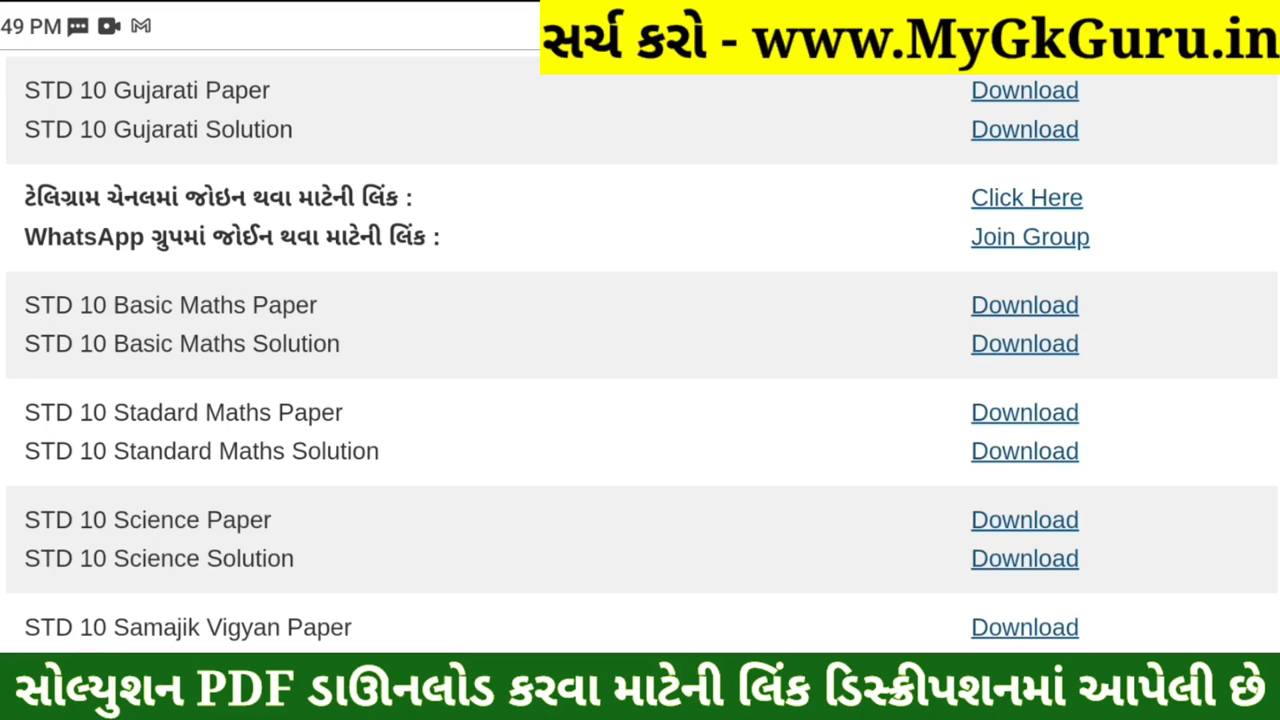 49 PM
સર્ચ કરો - www.MyGkGuru.in
STD 10 Gujarati Paper Download
STD 10 Gujarati Solution Download
ટેલિગ્રામ ચેનલમાં જોઇન થવા માટેની લિંક : Click Here
WhatsApp ગ્રુપમાં જોઈન થવા માટેની લિંક : Join Group
STD 10 Basic Maths Paper Download
STD 10 Basic Maths Solution Download
STD 10 Stadard Maths Paper Download
STD 10 Standard Maths Solution Download
STD 10 Science Paper Download
STD 10 Science Solution Download
STD 10 Samajik Vigyan Paper Download
સોલ્યુશન PDF ડાઊનલોડ કરવા માટેની લિંક ડિસ્ક્રીપશનમાં આપેલી છે